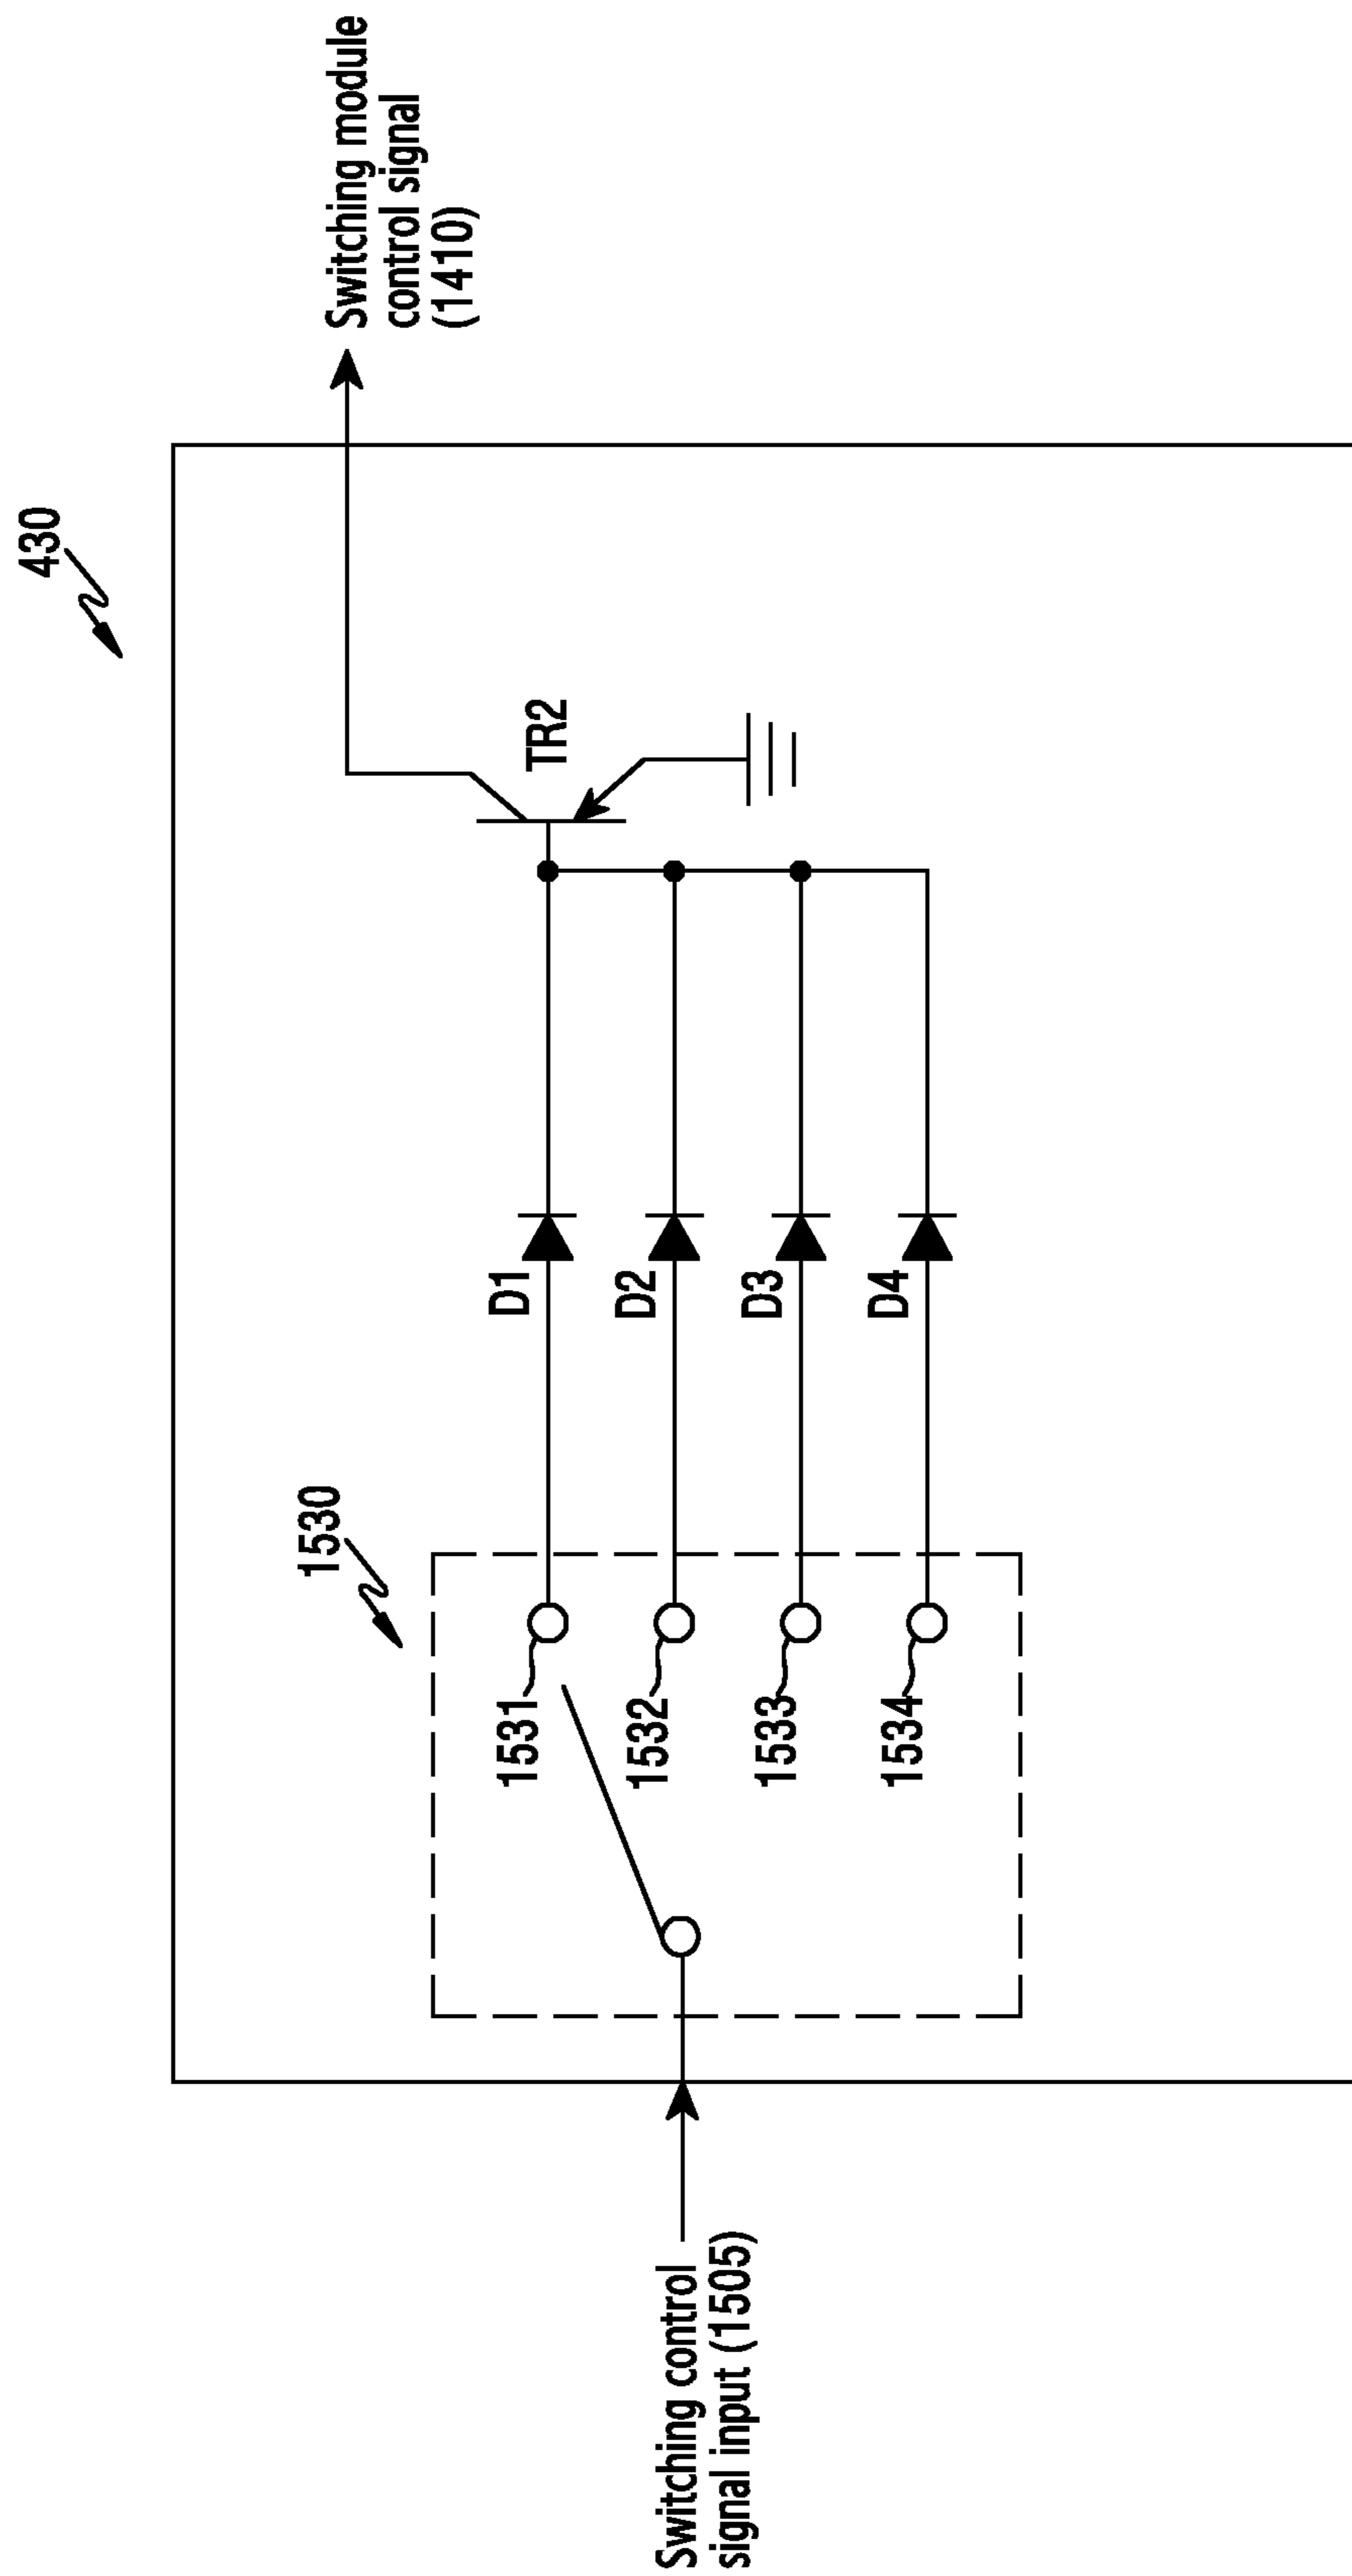 430
1530
Switching control
signal input (1505)
1531
1532
1533
1534
D1
D2
D3
D4
TR2
Switching module
control signal
(1410)